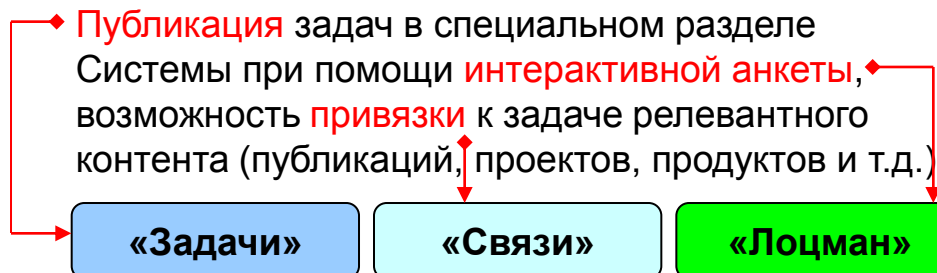 Публикация задач в специальном разделе
Системы при помощи интерактивной анкеты,
возможность привязки к задаче релевантного
контента (публикаций, проектов, продуктов и т.д.)
«Задачи» «Связи» «Лоцман»